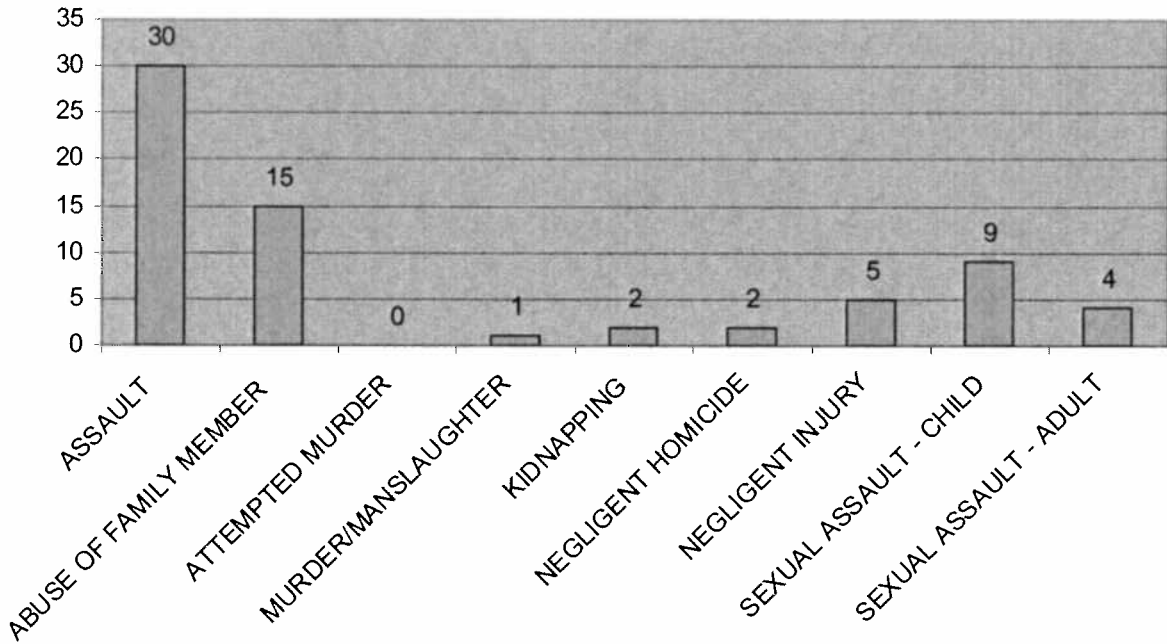 35
30
25
20
15
10
5
0
30
15
0
1
2
2
5
9
4
ASSAULT
ABUSE OF FAMILY MEMBER
ATTEMPTED MURDER
MURDER/MANSLAUGHTER
KIDNAPPING
NEGLIGENT HOMICIDE
NEGLIGENT INJURY
SEXUAL ASSAULT - CHILD
SEXUAL ASSAULT - ADULT